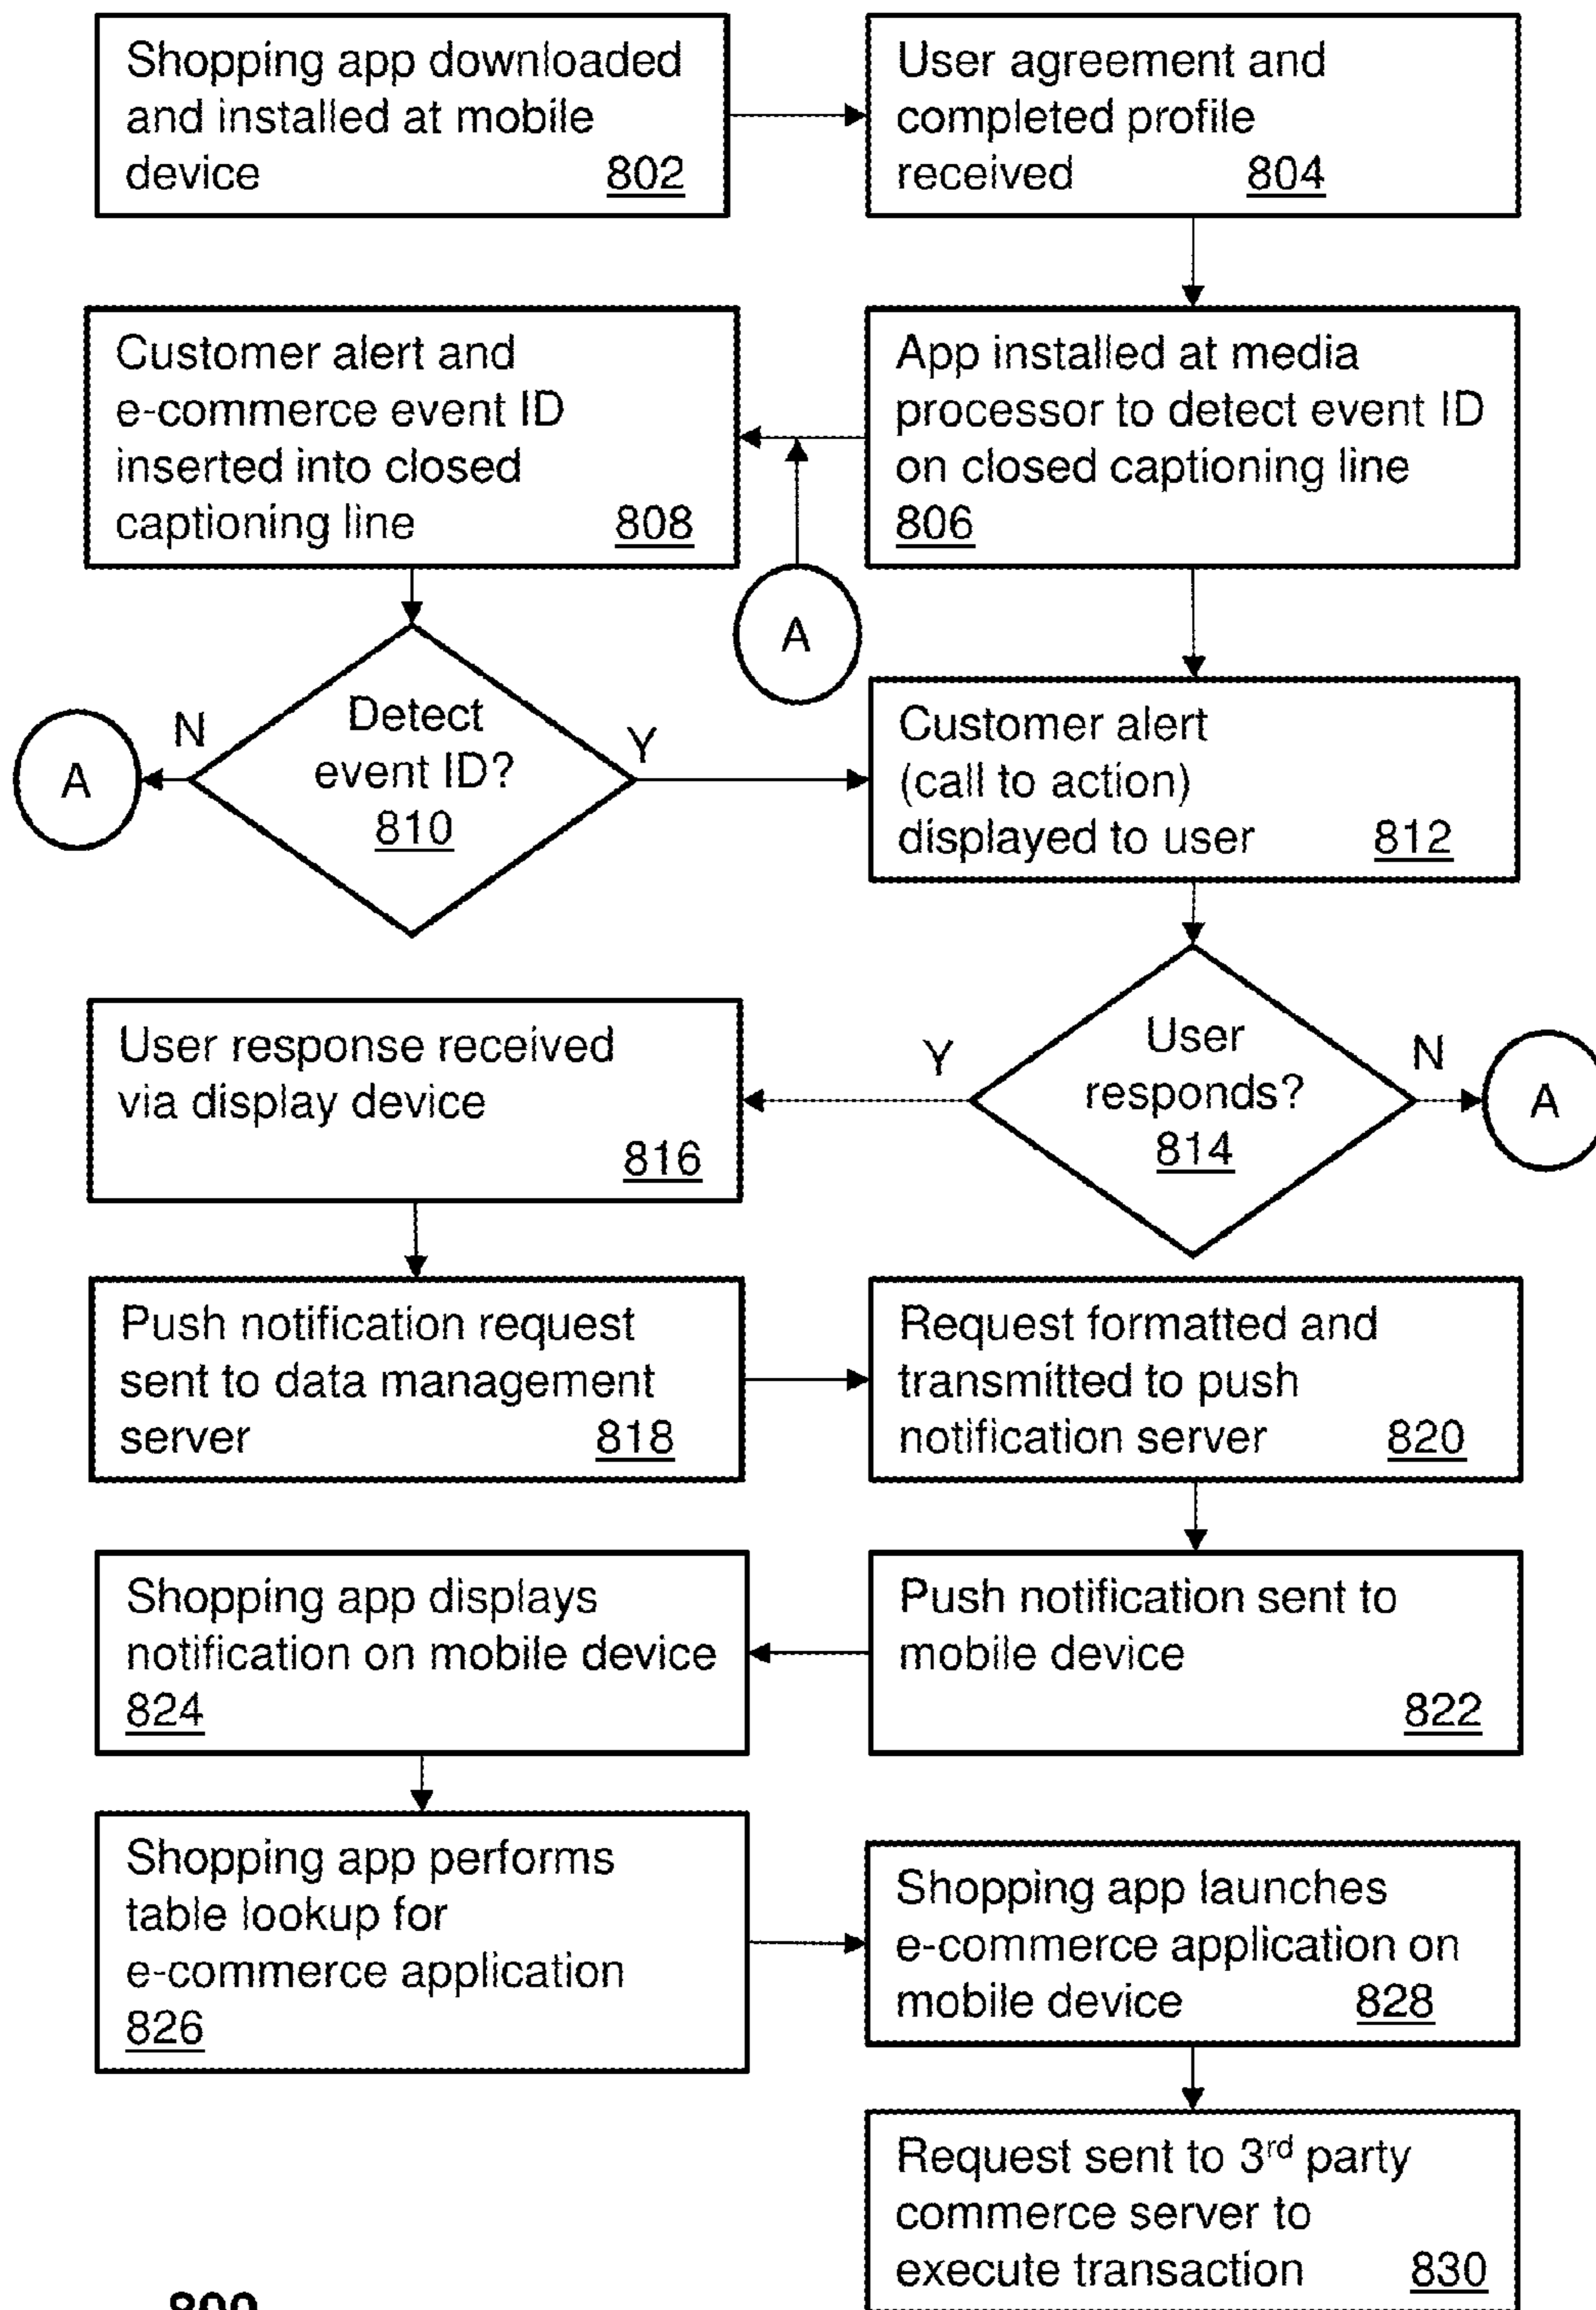 Shopping app downloaded
and installed at mobile
device 802
User agreement and
completed profile
received 804
Customer alert and
e-commerce event ID
inserted into closed
captioning line 808
App installed at media
processor to detect event ID
on closed captioning line
806
A
Detect
event ID?
810
N
Y
A
Customer alert
(call to action)
displayed to user 812
User response received
via display device
816
User
responds?
814
Y
N
A
Push notification request
sent to data management
server 818
Request formatted and
transmitted to push
notification server 820
Shopping app displays
notification on mobile device
824
Push notification sent to
mobile device
822
Shopping app performs
table lookup for
e-commerce application
826
Shopping app launches
e-commerce application on
mobile device 828
Request sent to 3rd party
commerce server to
execute transaction 830